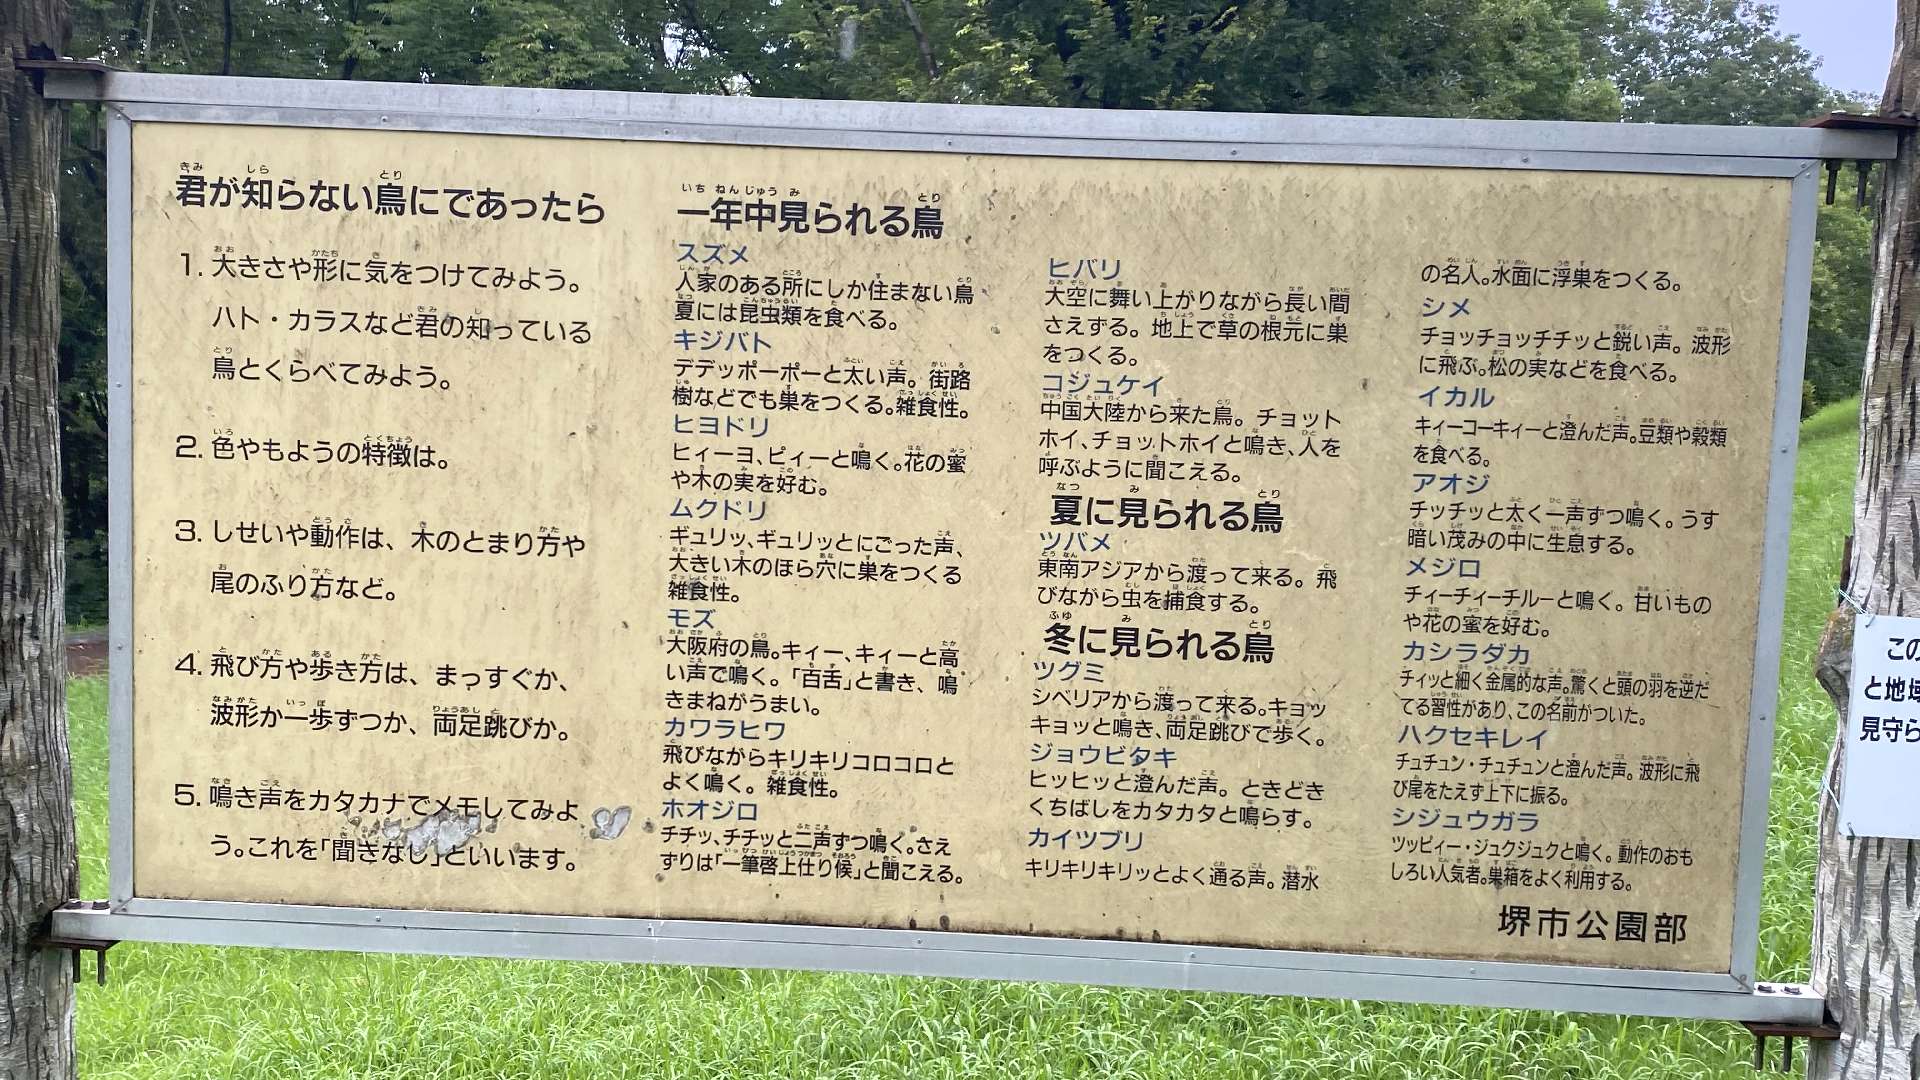 君が知らない鳥にであったら
1. 大きさや形に気をつけてみよう。
ハト・カラスなど君の知っている
鳥とくらべてみよう。
2. 色やもようの特徴は。
3. しせいや動作は、木のとまり方や
尾のふり方など。
4. 飛び方や歩き方は、まっすぐか、
波形か一歩ずつか、両足跳びか。
5. 鳴き声をカタカナでメモしてみよ
う。これを「聞きなし」といいます。
一年中見られる鳥
スズメ
人家のある所にしか住まない鳥
夏には昆虫類を食べる。
キジバト
デデッポーポーと太い声。街路
樹などでも巣をつくる。雑食性。
ヒヨドリ
ヒィーヨ、ピィーと鳴く。花の蜜
や木の実を好む。
ムクドリ
ギュリッ、ギュリッとにごった声、
大きい木のほら穴に巣をつくる
雑食性。
モズ
大阪府の鳥。キィー、キィーと高
い声で鳴く。「百舌」と書き、鳴
きまねがうまい。
カワラヒワ
飛びながらキリキリコロコロと
よく鳴く。雑食性。
ホオジロ
チチッ、チチッと二声ずつ鳴く。さえ
ずりは「一筆啓上仕り候」と聞こえる。
ヒバリ
大空に舞い上がりながら長い間
さえずる。地上で草の根元に巣
をつくる。
コジュケイ
中国大陸から来た鳥。チョット
ホイ、チョットホイと鳴き、人を
呼ぶように聞こえる。
夏に見られる鳥
ツバメ
東南アジアから渡って来る。飛
びながら虫を捕食する。
冬に見られる鳥
ツグミ
シベリアから渡って来る。キョッ
キョッと鳴き、両足跳びで歩く。
ジョウビタキ
ヒッヒッと澄んだ声。ときどき
くちばしをカタカタと鳴らす。
カイツブリ
キリキリキリッとよく通る声。潜水
の名人。水面に浮巣をつくる。
シメ
チョッチョッチチッと鋭い声。波形
に飛ぶ。松の実などを食べる。
イカル
キィーコーキィーと澄んだ声。豆類や穀類
を食べる。
アオジ
チッチッと太く一声ずつ鳴く。うす
暗い茂みの中に生息する。
メジロ
チィーチィーチルーと鳴く。甘いもの
や花の蜜を好む。
カシラダカ
チィッと細く金属的な声。驚くと頭の羽を逆だ
てる習性があり、この名前がついた。
ハクセキレイ
チュチュン・チュチュンと澄んだ声。波形に飛
び尾をたえず上下に振る。
シジュウガラ
ツッピィー・ジュクジュクと鳴く。動作のおも
しろい人気者。巣箱をよく利用する。
堺市公園部
この
と地域
見守ら